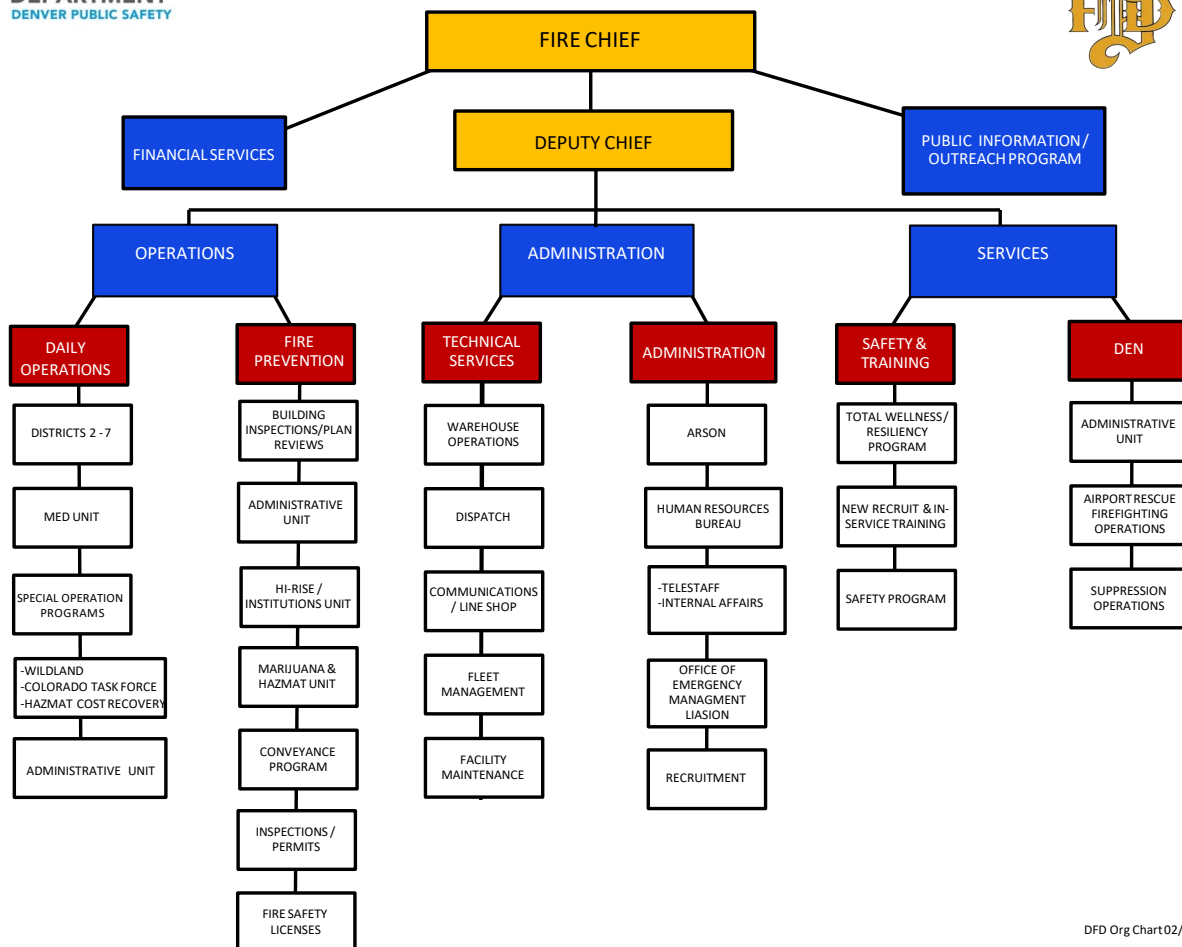 DEPARTMENT
DENVER PUBLIC SAFETY
FIRE CHIEF
FINANCIAL SERVICES
DEPUTY CHIEF
PUBLIC INFORMATION /
OUTREACH PROGRAM
OPERATIONS
ADMINISTRATION
SERVICES
DAILY
OPERATIONS
FIRE
PREVENTION
TECHNICAL
SERVICES
ADMINISTRATION
SAFETY &
TRAINING
DEN
DISTRICTS 2 - 7
MED UNIT
SPECIAL OPERATION
PROGRAMS
-WILDLAND
-COLORADO TASK FORCE
-HAZMAT COST RECOVERY
ADMINISTRATIVE UNIT
BUILDING
INSPECTIONS/PLAN
REVIEWS
ADMINISTRATIVE
UNIT
HI-RISE /
INSTITUTIONS UNIT
MARIJUANA &
HAZMAT UNIT
CONVEYANCE
PROGRAM
INSPECTIONS /
PERMITS
FIRE SAFETY
LICENSES
WAREHOUSE
OPERATIONS
DISPATCH
COMMUNICATIONS
/ LINE SHOP
FLEET
MANAGEMENT
FACILITY
MAINTENANCE
ARSON
HUMAN RESOURCES
BUREAU
-TELESTAFF
-INTERNAL AFFAIRS
OFFICE OF
EMERGENCY
MANAGMENT
LIASION
RECRUITMENT
TOTAL WELLNESS /
RESILIENCY
PROGRAM
NEW RECRUIT & IN-
SERVICE TRAINING
SAFETY PROGRAM
ADMINISTRATIVE
UNIT
AIRPORT RESCUE
FIREFIGHTING
OPERATIONS
SUPPRESSION
OPERATIONS
DFD Org Chart 02/